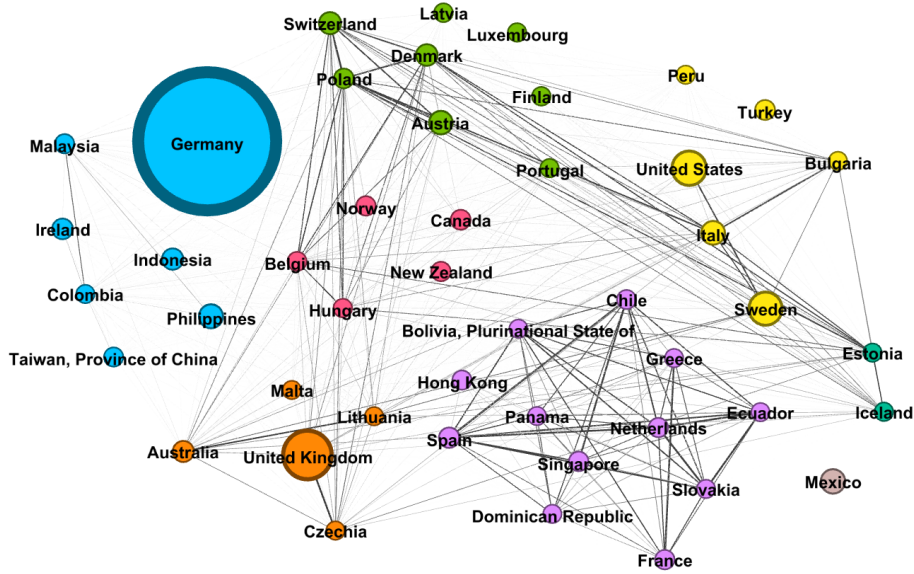 Latvia
Switzerland
Luxembourg
Denmark
Poland
Peru
Finland
Turkey
Austria
Germany
Malaysia
Portugal
United States
Bulgaria
Norway
Canada
Ireland
Italy
Indonesia
Belgium
New Zealand
Colombia
Chile
Hungary
Sweden
Philippines
Bolivia, Plurinational State of
Taiwan, Province of China
Greece
Estonia
Hong Kong
Malta
Lithuania
Panama
Ecuador
Iceland
Netherlands
Spain
Australia
United Kingdom
Singapore
Mexico
Slovakia
Dominican Republic
Czechia
France